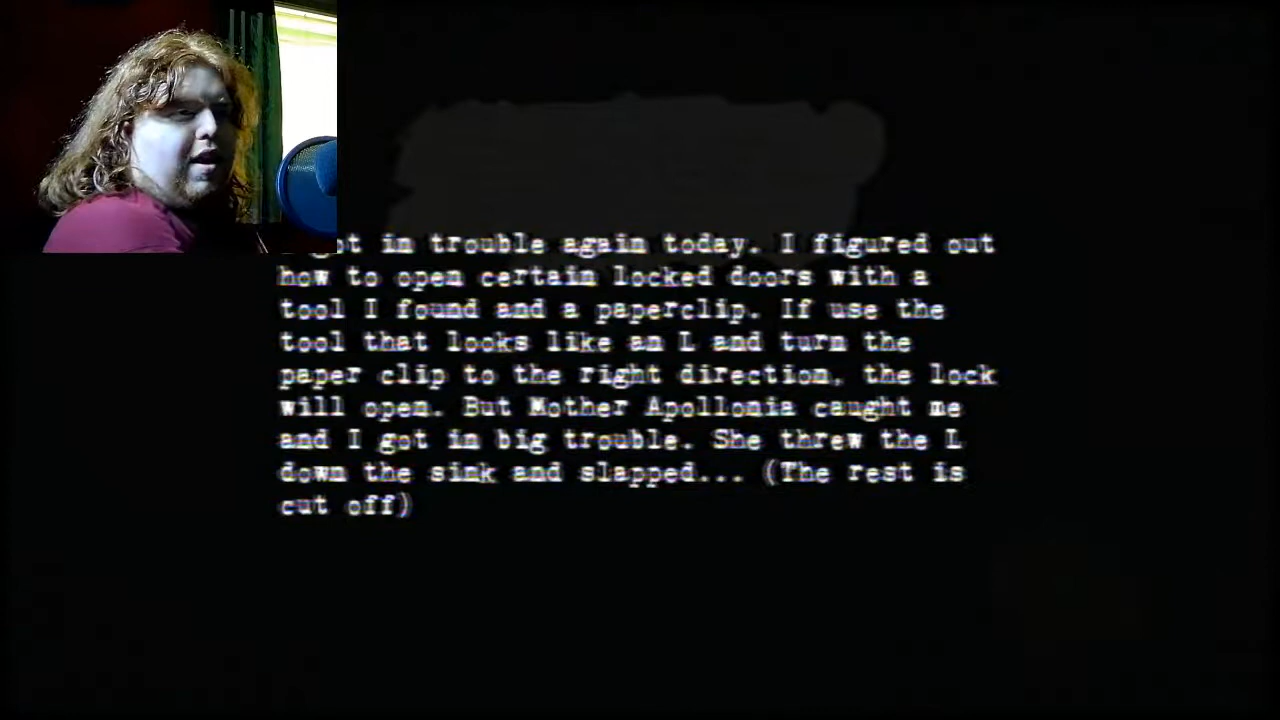 ot in trouble again today. I figured out
how to open certain locked doors with a
tool I found and a paperclip. If use the
tool that looks like an L and turn the
paper clip to the right direction, the lock
will open. But Mother Apollonia caught me
and I got in big trouble. She threw the L
down the sink and slapped... (The rest is
cut off)